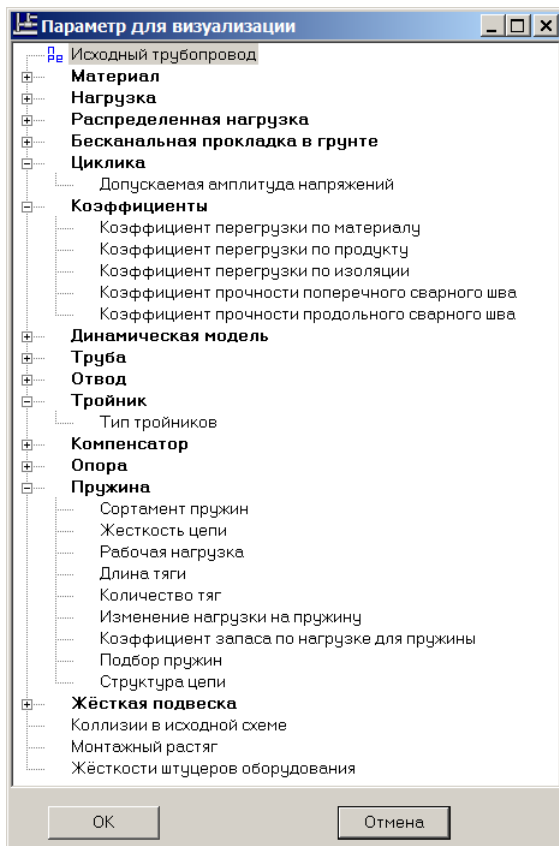 Параметр для визуализации
Исходный трубопровод
Материал
Нагрузка
Распределенная нагрузка
Бесканальная прокладка в грунте
Циклика
Допускаемая амплитуда напряжений
Коэффициенты
Коэффициент перегрузки по материалу
Коэффициент перегрузки по продукту
Коэффициент перегрузки по изоляции
Коэффициент прочности поперечного сварного шва
Коэффициент прочности продольного сварного шва
Динамическая модель
Труба
Отвод
Тройник
Тип тройников
Компенсатор
Опора
Пружина
Сортамент пружин
Жесткость цепи
Рабочая нагрузка
Длина тяги
Количество тяг
Изменение нагрузки на пружину
Коэффициент запаса по нагрузке для пружины
Подбор пружин
Структура цепи
Жёсткая подвеска
Коллизии в исходной схеме
Монтажный растяг
Жёсткости штуцеров оборудования
OK Отмена